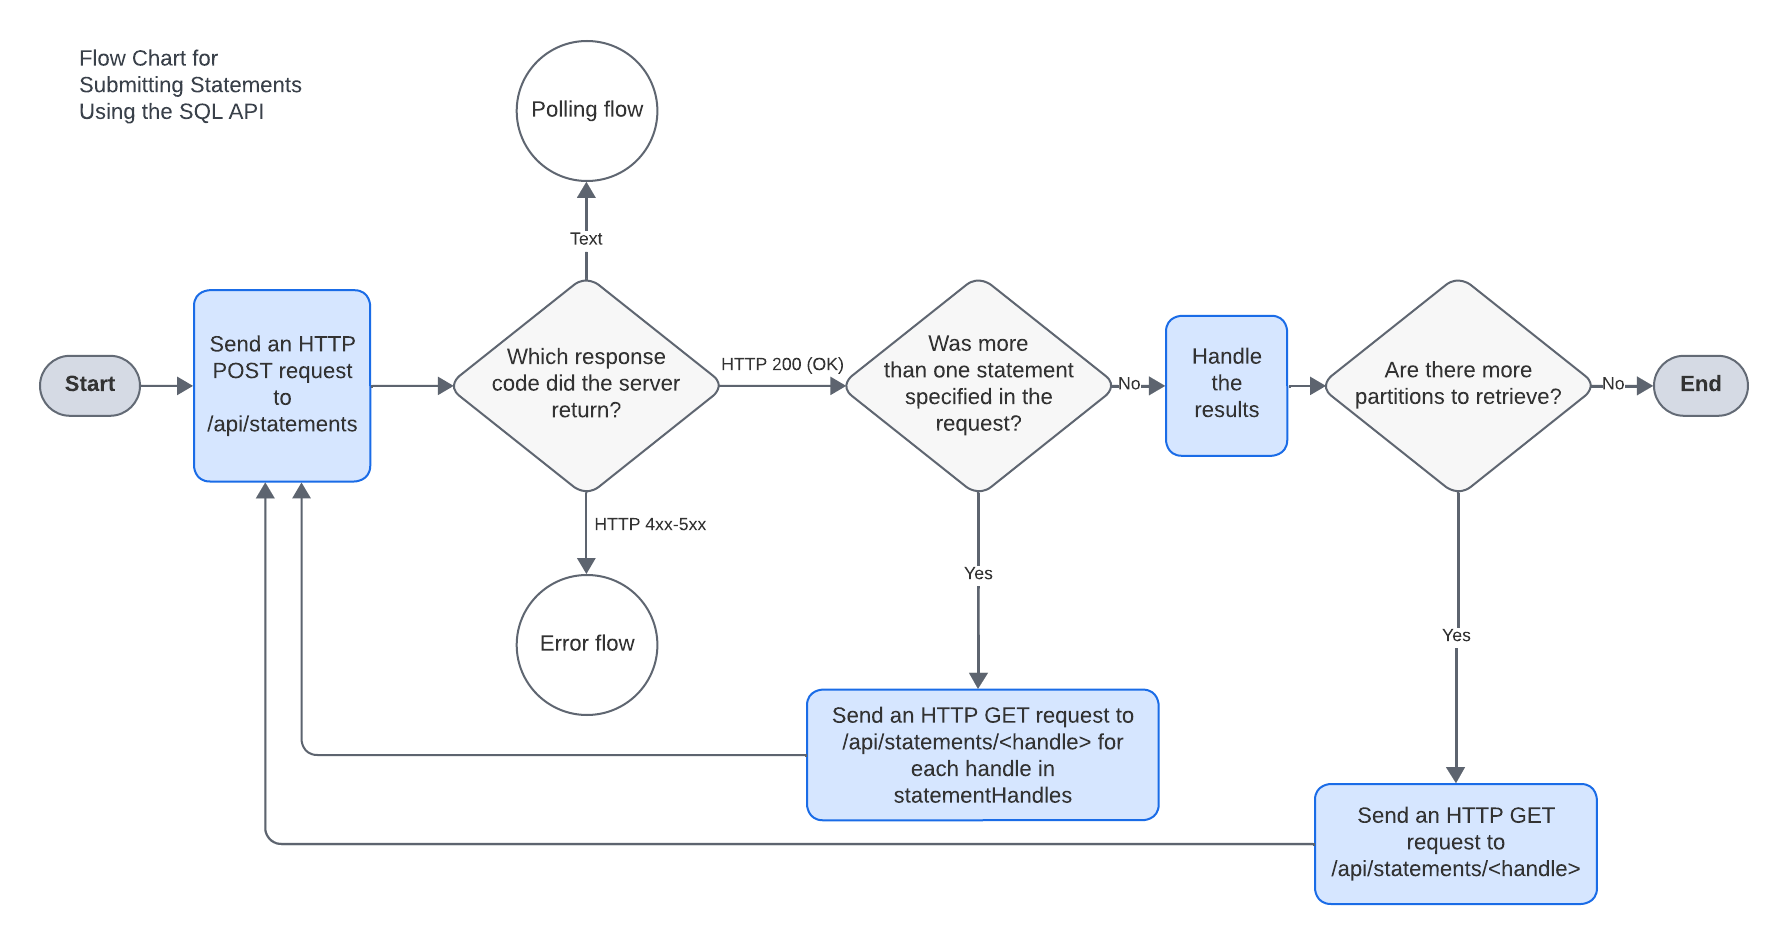 Flow Chart for
Submitting Statements
Using the SQL API
Polling flow
Text
Start
Send an HTTP
POST request
to
/api/statements
Which response
code did the server
return?
HTTP 200 (OK)
Was more
than one statement
specified in the
request?
No
Handle
the
results
Are there more
partitions to retrieve?
No
End
HTTP 4xx-5xx
Error flow
Yes
Send an HTTP GET request to
/api/statements/<handle> for
each handle in
statementHandles
Yes
Send an HTTP GET
request to
/api/statements/<handle>